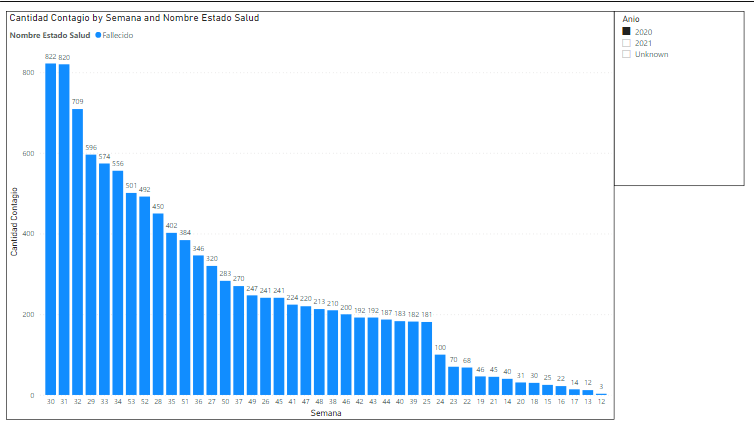 Cantidad Contagio by Semana and Nombre Estado Salud
Nombre Estado Salud Fallecido
Anio
2020
2021
Unknown
Cantidad Contagio
800
600
400
200
0
822 820 709 596 574 556 501 492 450 402 384 346 320 283 270 247 241 241 224 220 213 210 200 192 192 187 183 182 181 100 70 68 46 45 40 31 30 25 22 14 12 3
30 31 32 29 33 34 53 52 28 35 51 36 27 50 37 49 26 45 41 47 48 38 46 42 43 44 40 39 25 24 23 22 19 21 14 20 18 15 16 17 13 12
Semana